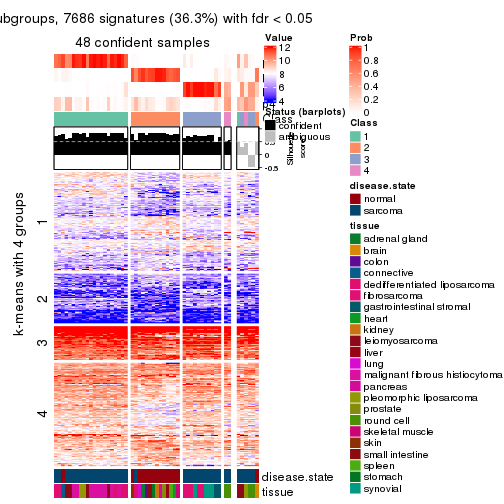 ubgroups, 7686 signatures (36.3%) with fdr < 0.05
48 confident samples
k-means with 4 groups
1
2
3
4
p4
Class
0.5
0
-0.5
Silhouette
score
disease.state
tissue
Value
12
10
8
6
4
Status (barplots)
confident
ambiguous
Prob
1
0.8
0.6
0.4
0.2
0
Class
1
2
3
4
disease.state
normal
sarcoma
tissue
adrenal gland
brain
colon
connective
dedifferentiated liposarcoma
fibrosarcoma
gastrointestinal stromal
heart
kidney
leiomyosarcoma
liver
lung
malignant fibrous histiocytoma
pancreas
pleomorphic liposarcoma
prostate
round cell
skeletal muscle
skin
small intestine
spleen
stomach
synovial